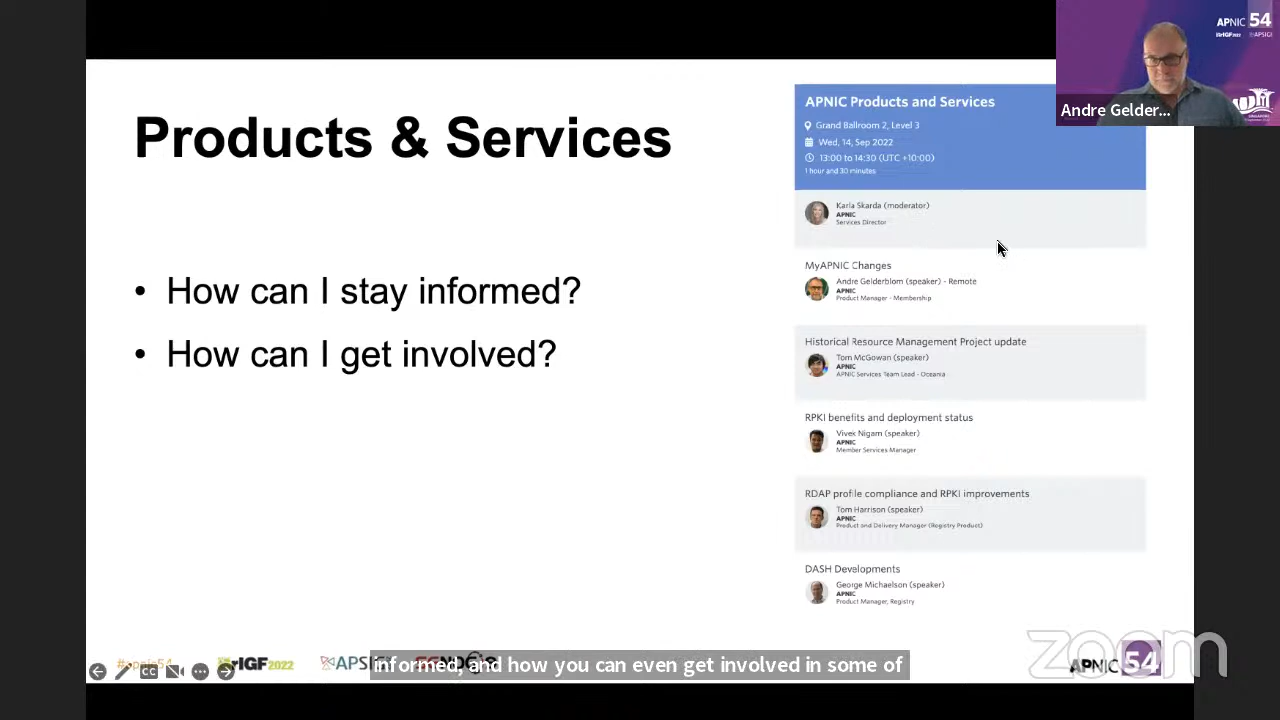 Products & Services
• How can I stay informed?
• How can I get involved?
APNIC Products and Services
Grand Ballroom 2, Level 3
Wed, 14, Sep 2022
13:00 to 14:30 (UTC +10:00)
1 hour and 30 minutes
Karla Skarda (moderator)
APNIC
Services Director
MyAPNIC Changes
Andre Gelderblom (speaker) - Remote
APNIC
Product Manager - Membership
Historical Resource Management Project update
Tom McGowan (speaker)
APNIC
APNIC Services Team Lead - Oceania
RPKI benefits and deployment status
Vivek Nigam (speaker)
APNIC
Member Services Manager
RDAP profile compliance and RPKI improvements
Tom Harrison (speaker)
APNIC
Product and Delivery Manager (Registry Product)
DASH Developments
George Michaelson (speaker)
APNIC
Product Manager, Registry
APNIC 54
Andre Gelder...
#apnic54
rIGF 2022
APSIG
informed, and how you can even get involved in some of
APNIC 54
zoom